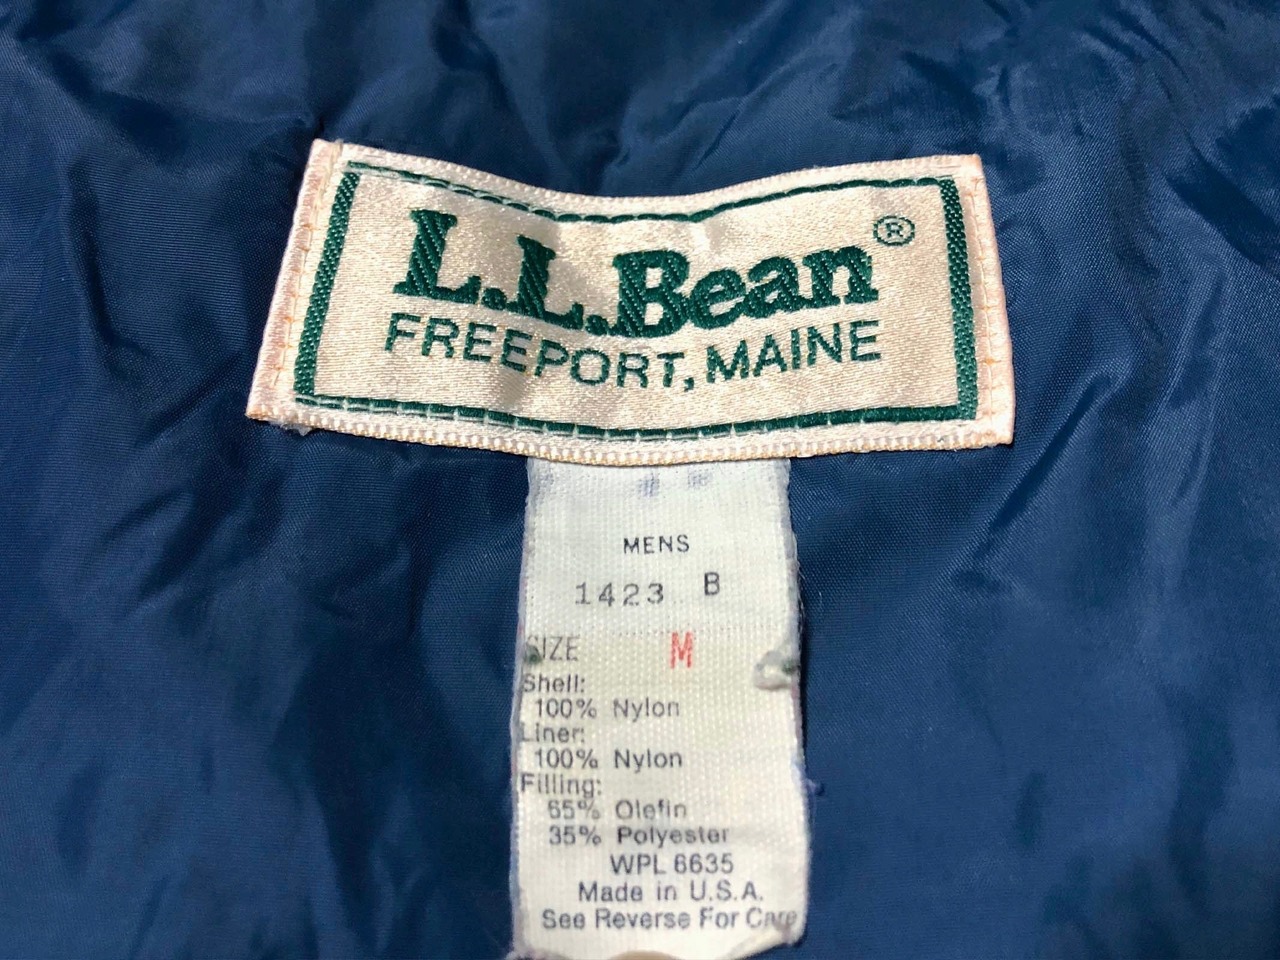 L.L.Bean®
FREEPORT, MAINE
MENS
1423 B
SIZE M
Shell:
100% Nylon
Liner:
100% Nylon
Filling:
65% Olefin
35% Polyester
WPL 6635
Made in U.S.A.
See Reverse For Care